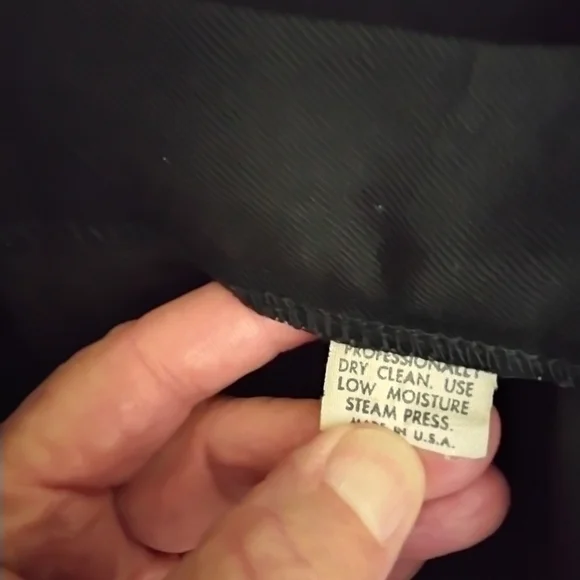 PROFESSIONALLY
DRY CLEAN. USE
LOW MOISTURE
STEAM PRESS.
MADE IN U.S.A.